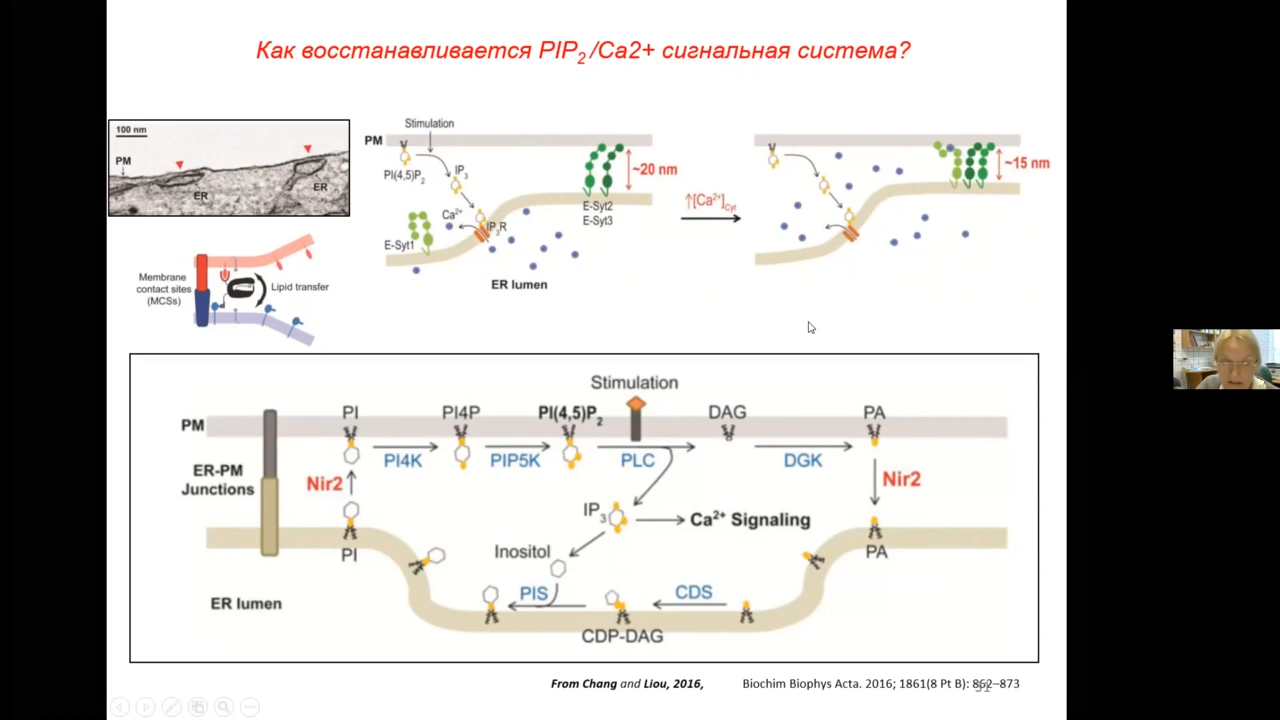 Как восстанавливается PIP2 /Ca2+ сигнальная система?
100 nm
PM
ER
ER
Membrane
contact sites
(MCSs)
Lipid transfer
Stimulation
PM
PI(4,5)P2
IP3
Ca2+
IP3R
E-Syt1
E-Syt2
E-Syt3
~20 nm
ER lumen
↑[Ca2+]Cyt
~15 nm
Stimulation
PM
PI
PI4P
PI(4,5)P2
DAG
PA
PI4K
PIP5K
PLC
DGK
ER-PM
Junctions
Nir2
Nir2
IP3
Ca2+ Signaling
PI
Inositol
PA
ER lumen
PIS
CDS
CDP-DAG
From Chang and Liou, 2016,
Biochim Biophys Acta. 2016; 1861(8 Pt B): 862–873
31